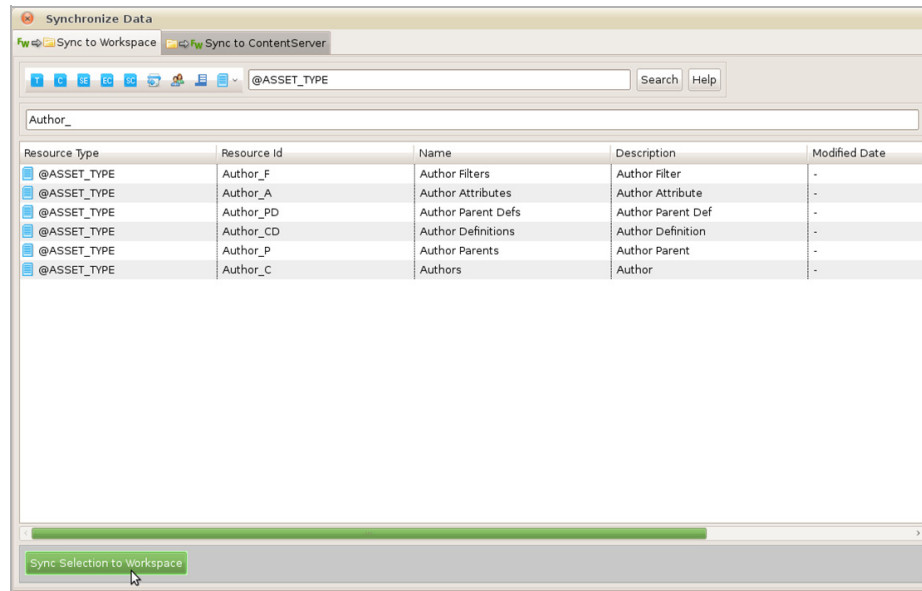 Synchronize Data
FW Sync to Workspace FW Sync to ContentServer
T C SE EC SC @ASSET_TYPE Search Help
Author_
Resource Type Resource Id Name Description Modified Date
@ASSET_TYPE Author_F Author Filters Author Filter -
@ASSET_TYPE Author_A Author Attributes Author Attribute -
@ASSET_TYPE Author_PD Author Parent Defs Author Parent Def -
@ASSET_TYPE Author_CD Author Definitions Author Definition -
@ASSET_TYPE Author_P Author Parents Author Parent -
@ASSET_TYPE Author_C Authors Author -
Sync Selection to Workspace